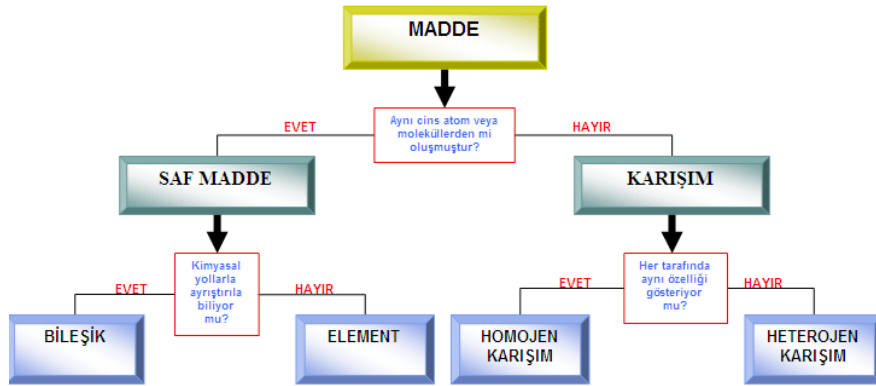 MADDE
Aynı cins atom veya
moleküllerden mi
oluşmuştur?
EVET
HAYIR
SAF MADDE
KARIŞIM
Kimyasal
yollarla
ayrıştırıla
biliyor
mu?
EVET
HAYIR
Her tarafında
aynı özelliği
gösteriyor
mu?
EVET
HAYIR
BİLEŞİK
ELEMENT
HOMOJEN
KARIŞIM
HETEROJEN
KARIŞIM